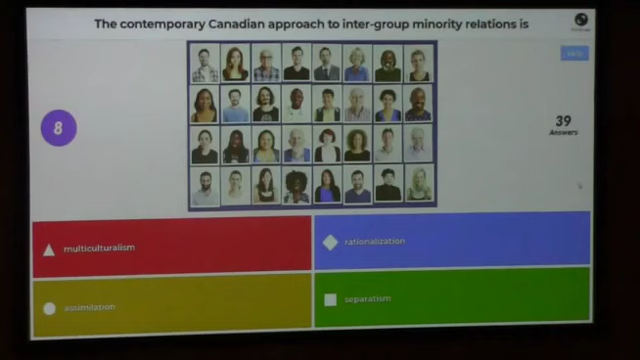 The contemporary Canadian approach to inter-group minority relations is
8
39
Answers
multiculturalism
rationalization
assimilation
separatism